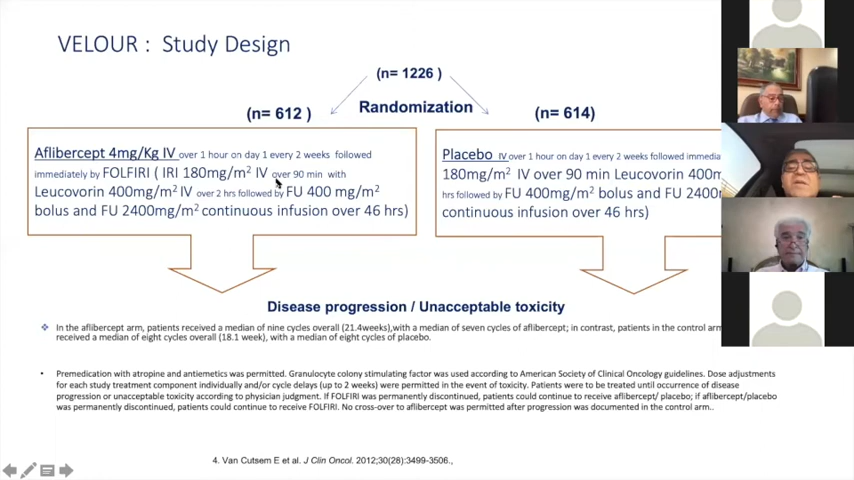 VELOUR : Study Design
(n= 1226 )
(n= 612 )
Randomization
(n= 614)
Aflibercept 4mg/Kg IV over 1 hour on day 1 every 2 weeks followed
immediately by FOLFIRI ( IRI 180mg/m2 IV over 90 min with
Leucovorin 400mg/m2 IV over 2 hrs followed by FU 400 mg/m2
bolus and FU 2400mg/m2 continuous infusion over 46 hrs)
Placebo IV over 1 hour on day 1 every 2 weeks followed immedia
180mg/m2 IV over 90 min Leucovorin 400m
hrs followed by FU 400mg/m2 bolus and FU 2400
continuous infusion over 46 hrs)
Disease progression / Unacceptable toxicity
❖ In the aflibercept arm, patients received a median of nine cycles overall (21.4weeks),with a median of seven cycles of aflibercept; in contrast, patients in the control arm
received a median of eight cycles overall (18.1 week), with a median of eight cycles of placebo.
• Premedication with atropine and antiemetics was permitted. Granulocyte colony stimulating factor was used according to American Society of Clinical Oncology guidelines. Dose adjustments
for each study treatment component individually and/or cycle delays (up to 2 weeks) were permitted in the event of toxicity. Patients were to be treated until occurrence of disease
progression or unacceptable toxicity according to physician judgment. If FOLFIRI was permanently discontinued, patients could continue to receive aflibercept/ placebo; if aflibercept/placebo
was permanently discontinued, patients could continue to receive FOLFIRI. No cross-over to aflibercept was permitted after progression was documented in the control arm..
4. Van Cutsem E et al. J Clin Oncol. 2012;30(28):3499-3506.,